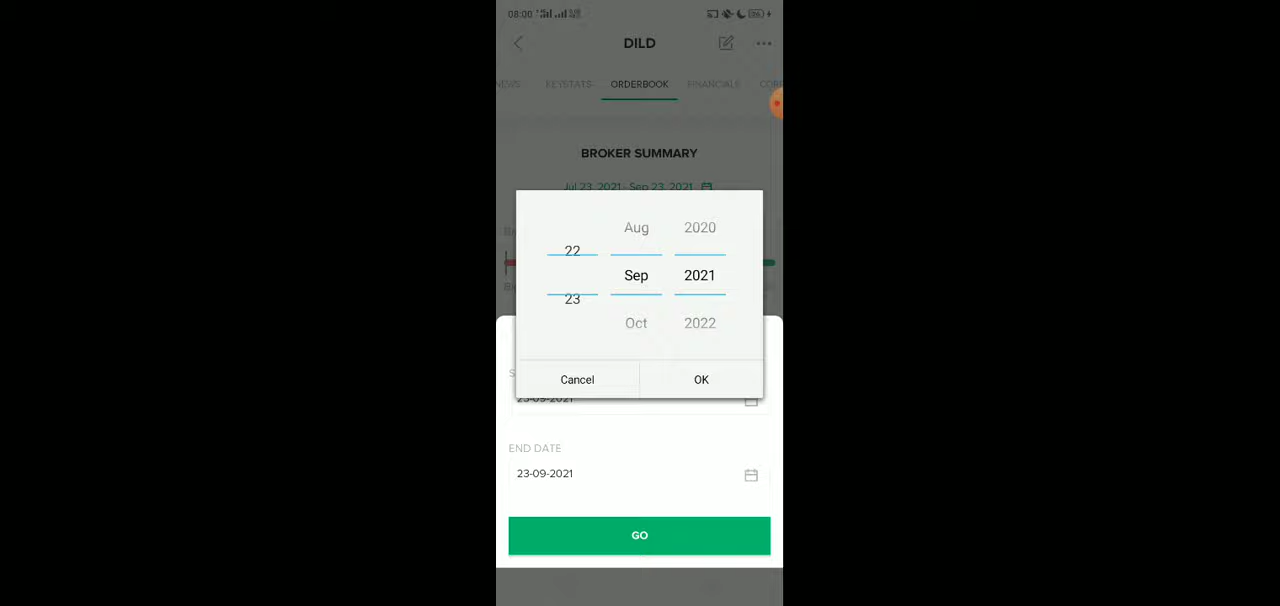 08:00
DILD
NEWS KEYSTATS ORDERBOOK FINANCIALS
BROKER SUMMARY
Jul 23, 2021 - Sep 23, 2021
Aug 2020
22
Sep 2021
23
Oct 2022
Cancel OK
23-09-2021
END DATE
23-09-2021
GO